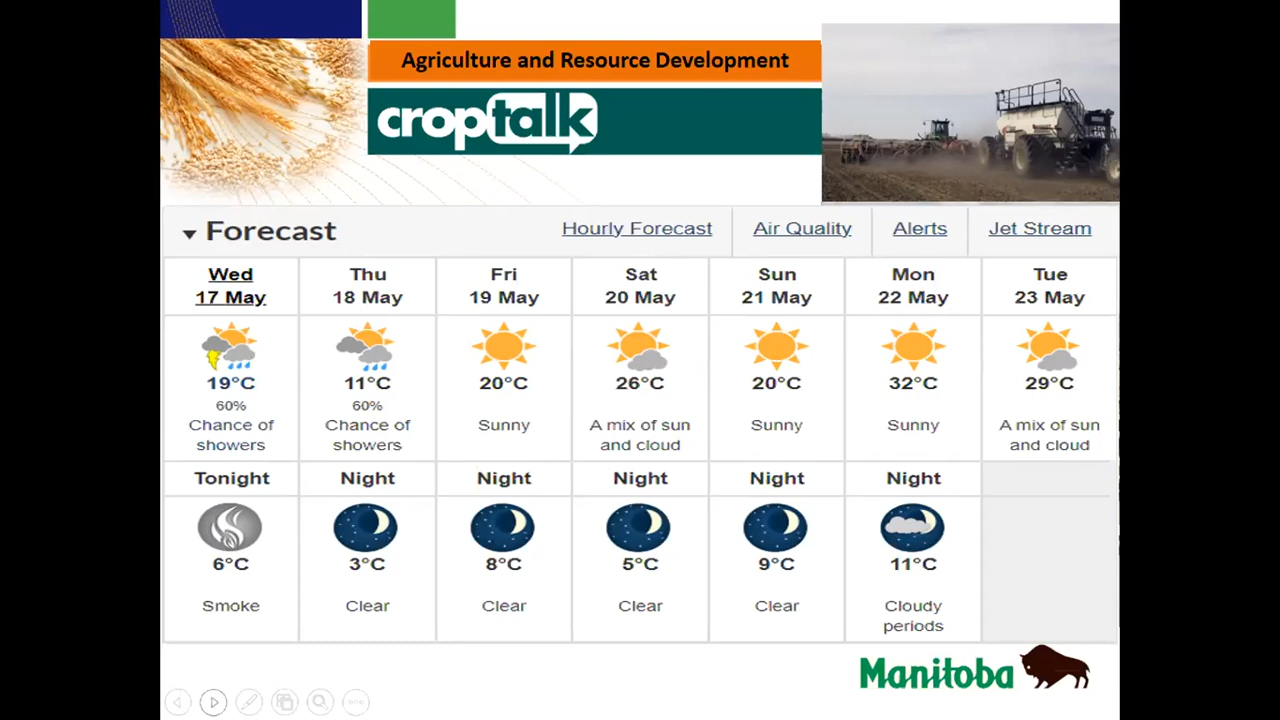 Agriculture and Resource Development
croptalk
Forecast
Hourly Forecast
Air Quality
Alerts
Jet Stream
Wed
17 May
Thu
18 May
Fri
19 May
Sat
20 May
Sun
21 May
Mon
22 May
Tue
23 May
19°C
60%
Chance of
showers
11°C
60%
Chance of
showers
20°C
Sunny
26°C
A mix of sun
and cloud
20°C
Sunny
32°C
Sunny
29°C
A mix of sun
and cloud
Tonight
Night
Night
Night
Night
Night
6°C
Smoke
3°C
Clear
8°C
Clear
5°C
Clear
9°C
Clear
11°C
Cloudy
periods
Manitoba